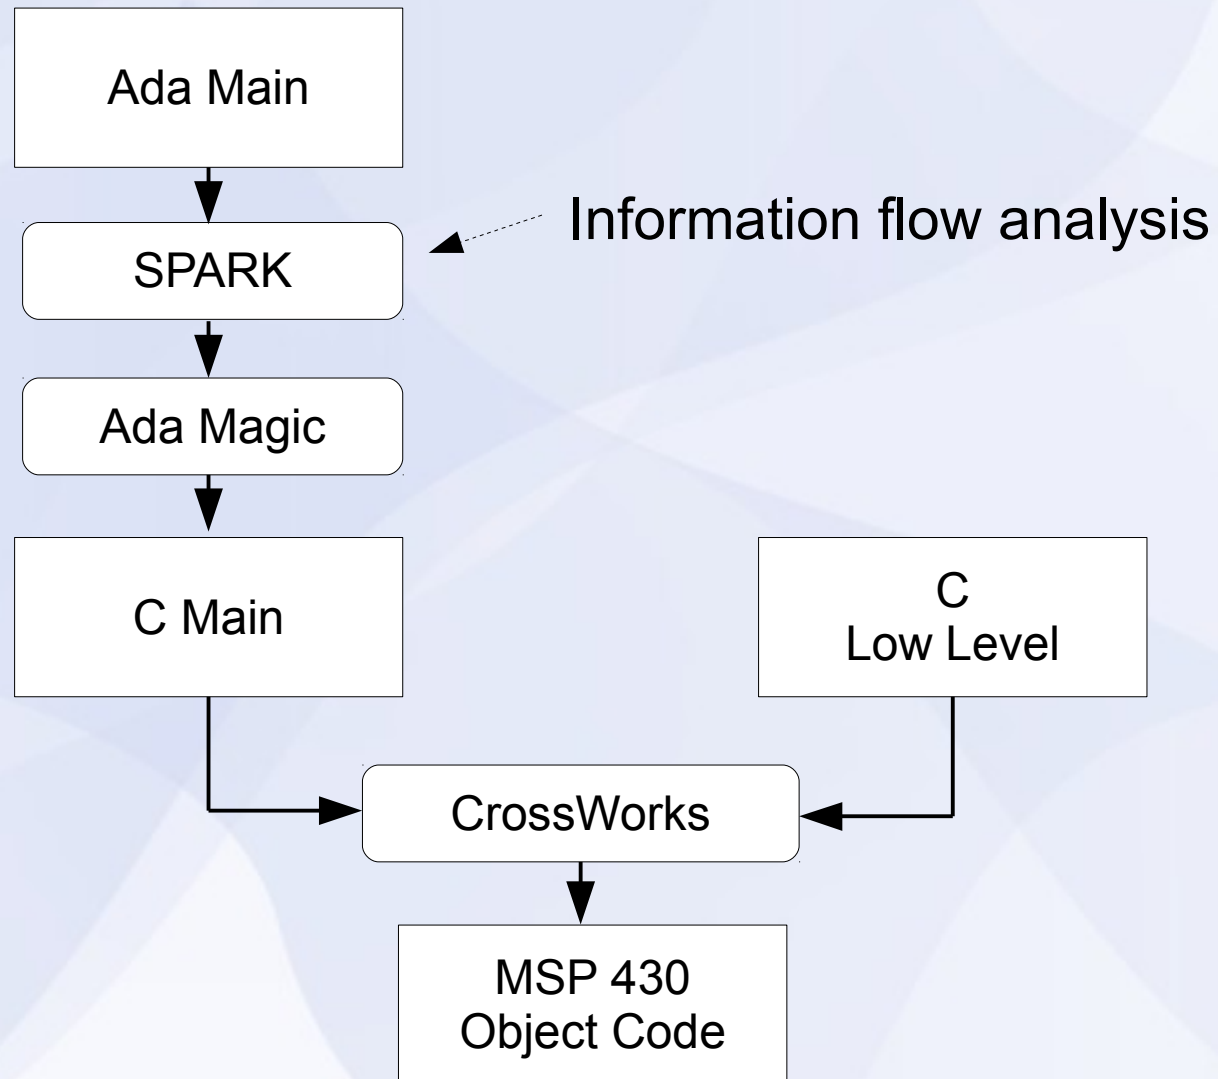 Ada Main
Information flow analysis
SPARK
Ada Magic
C Main
C
Low Level
CrossWorks
MSP 430
Object Code